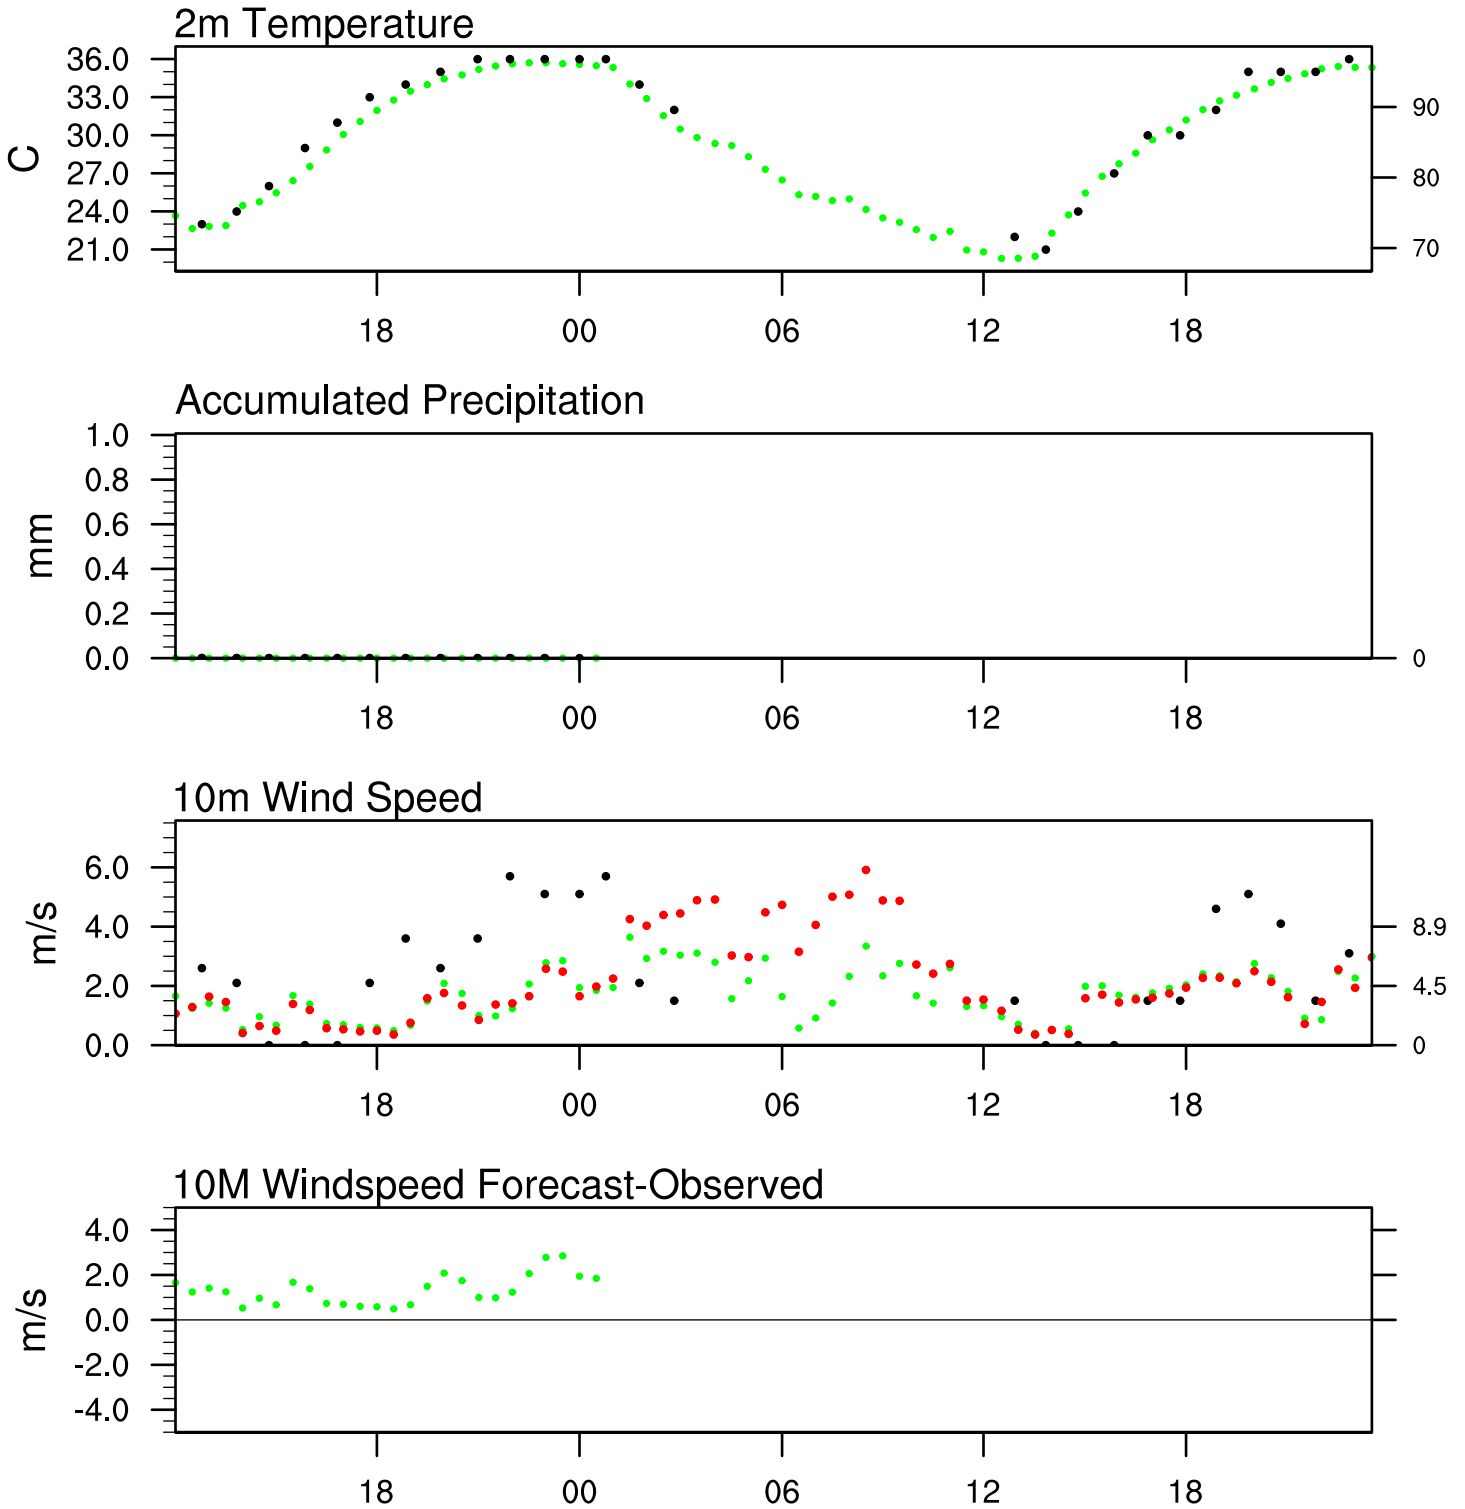 2m Temperature
36.0
33.0
30.0
27.0
24.0
21.0
C
90
80
70
18 00 06 12 18
Accumulated Precipitation
1.0
0.8
0.6
0.4
0.2
0.0
mm
0
18 00 06 12 18
10m Wind Speed
6.0
4.0
2.0
0.0
m/s
8.9
4.5
0
18 00 06 12 18
10M Windspeed Forecast-Observed
4.0
2.0
0.0
-2.0
-4.0
m/s
18 00 06 12 18